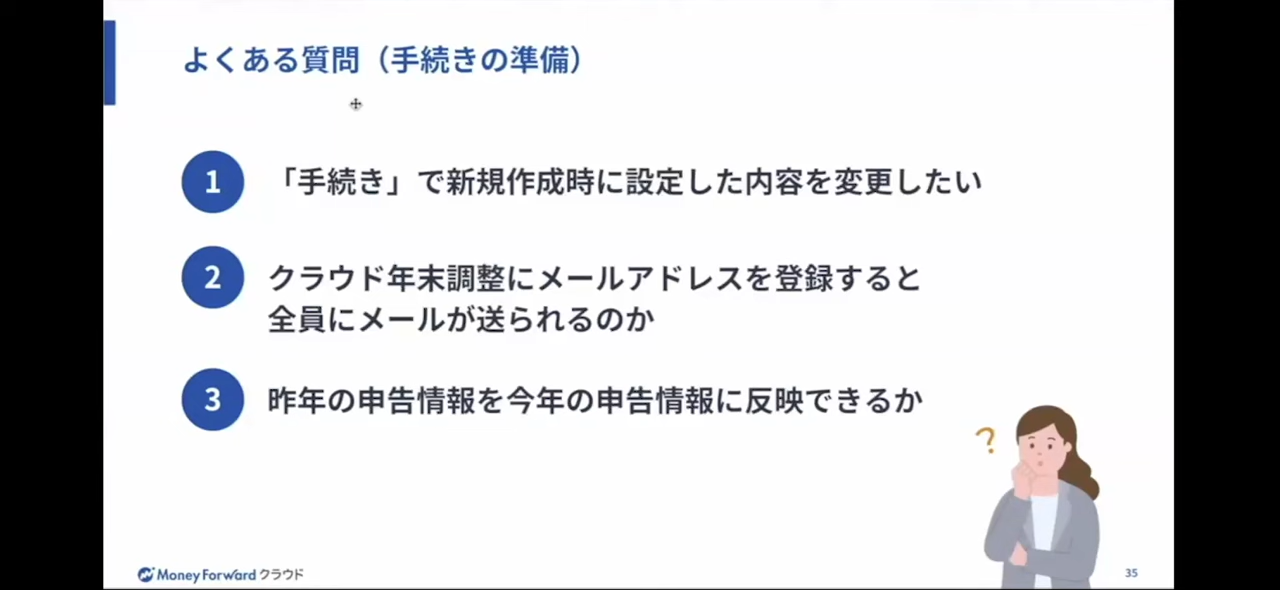 よくある質問（手続きの準備）
1 「手続き」で新規作成時に設定した内容を変更したい
2 クラウド年末調整にメールアドレスを登録すると
全員にメールが送られるのか
3 昨年の申告情報を今年の申告情報に反映できるか
?
Money Forward クラウド
35